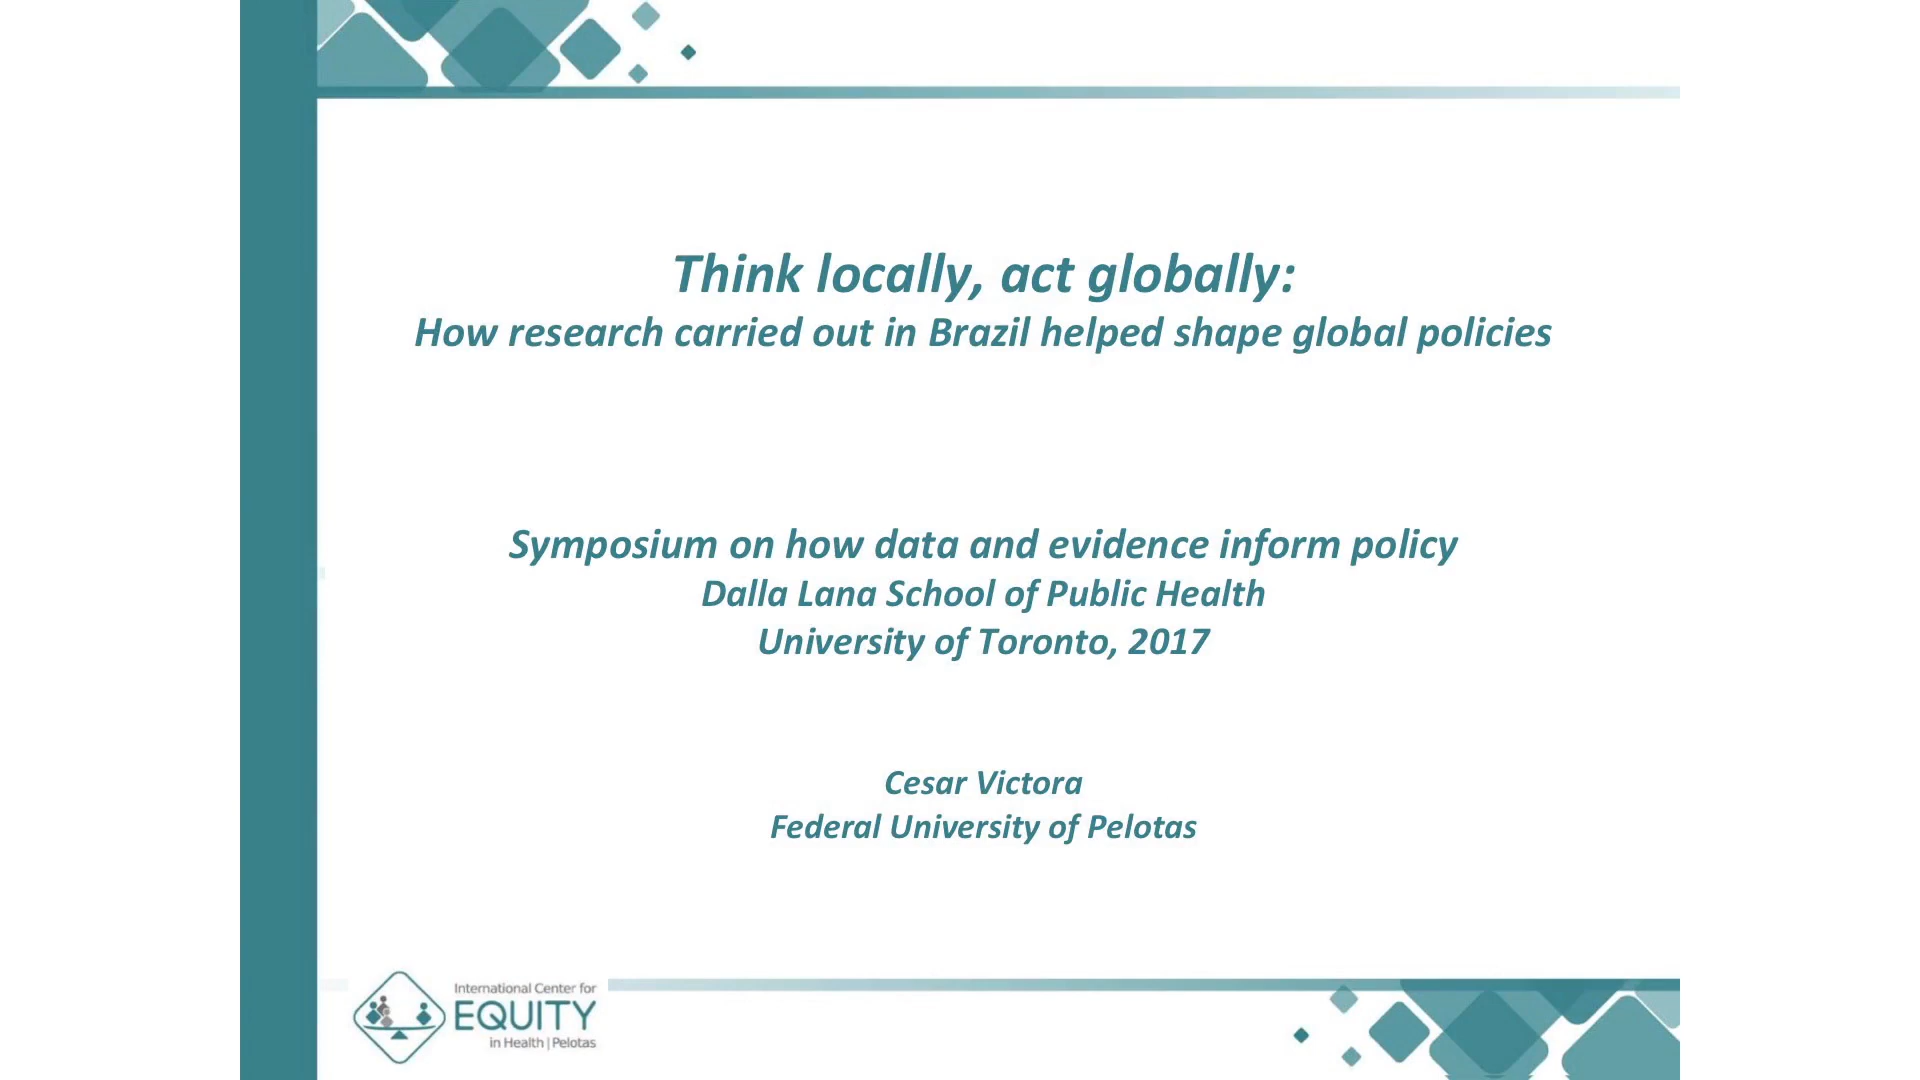 Think locally, act globally:
How research carried out in Brazil helped shape global policies
Symposium on how data and evidence inform policy
Dalla Lana School of Public Health
University of Toronto, 2017
Cesar Victora
Federal University of Pelotas
International Center for
EQUITY
in Health | Pelotas